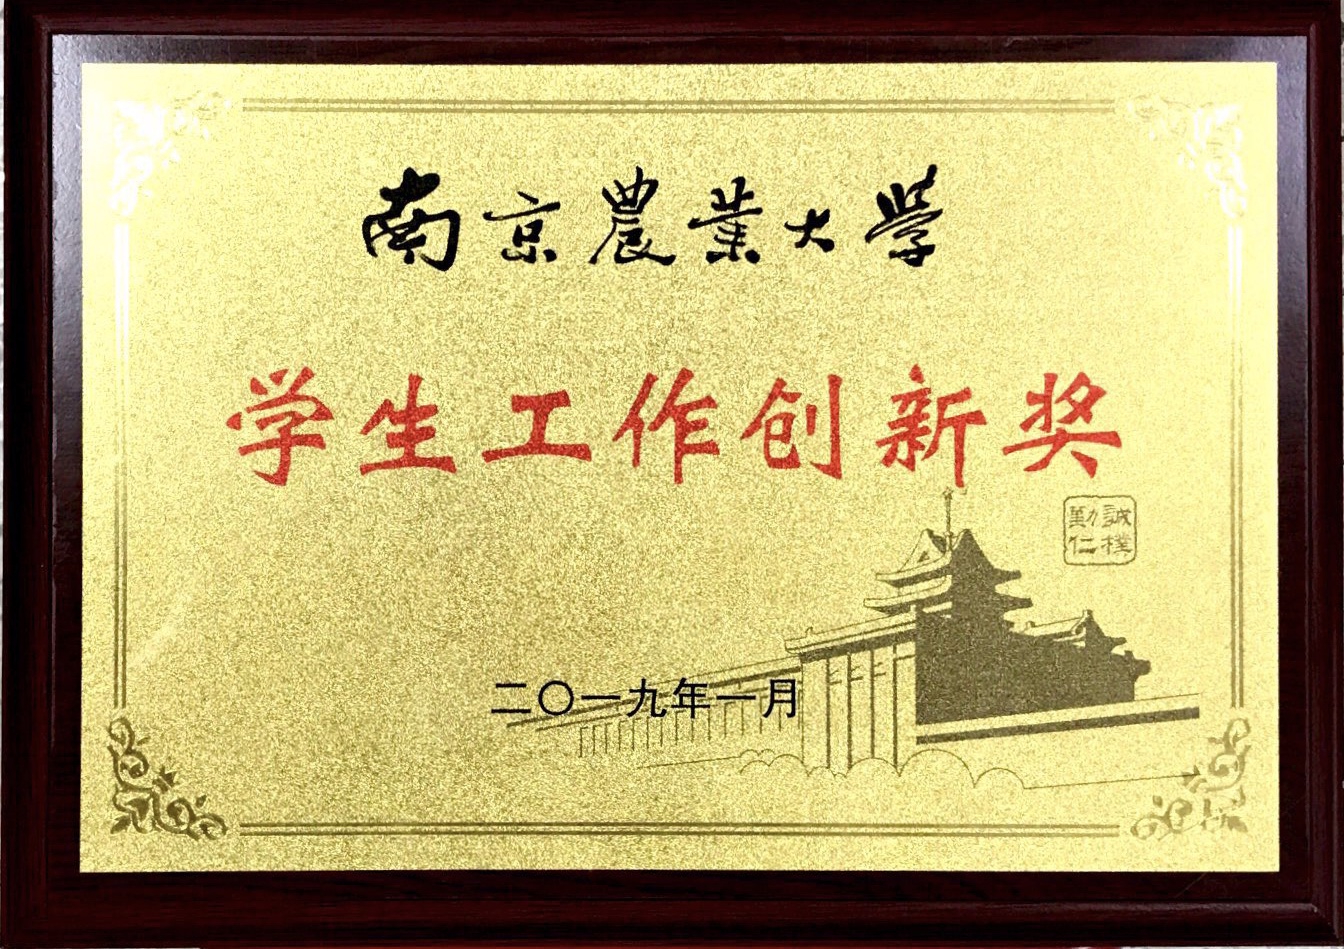 南京農業大學
学生工作创新奖
誠樸
勤仁
二〇一九年一月